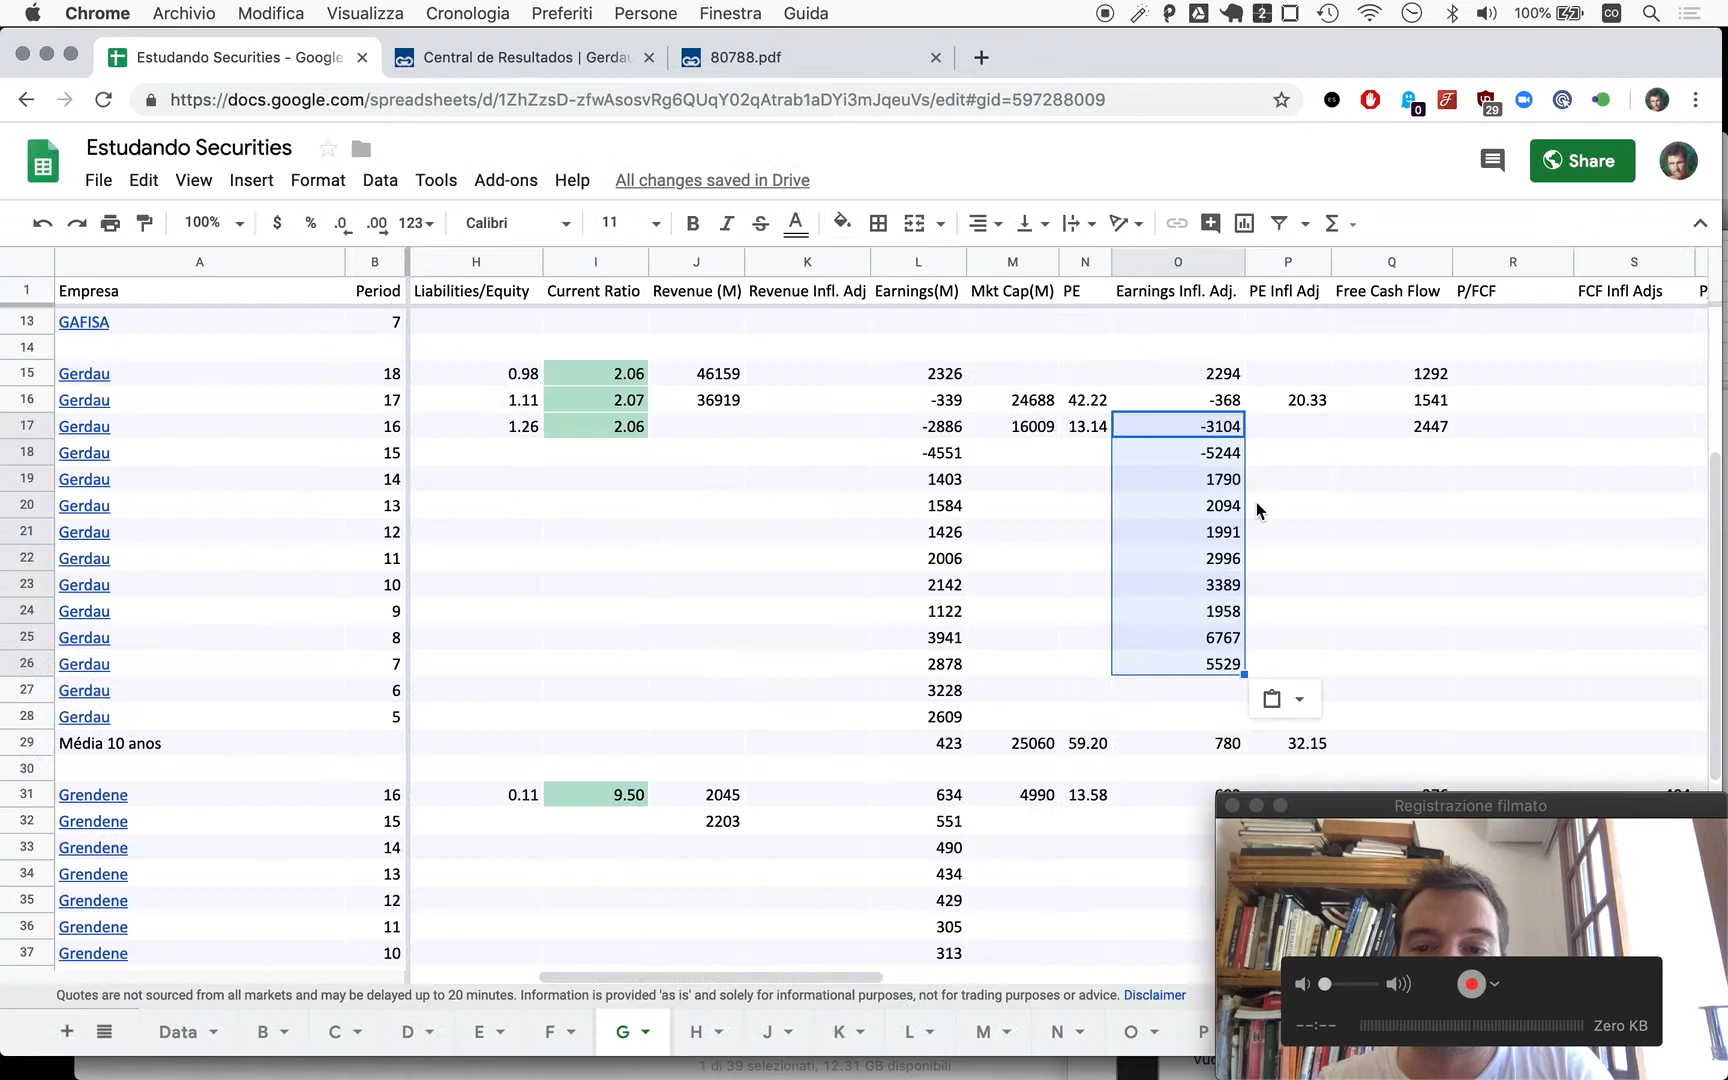 Chrome Archivio Modifica Visualizza Cronologia Preferiti Persone Finestra Guida 2 100% CO
Estudando Securities - Google Central de Resultados | Gerdau 80788.pdf
https://docs.google.com/spreadsheets/d/1ZhZzsD-zfwAsosvRg6QUqY02qAtrab1aDYi3mJqeuVs/edit#gid=597288009 0 29
Estudando Securities
Share
File Edit View Insert Format Data Tools Add-ons Help All changes saved in Drive
100% $ % .0 .00 123 Calibri 11 B I S A
A B H I J K L M N O P Q R S
1 Empresa Period Liabilities/Equity Current Ratio Revenue (M) Revenue Infl. Adj Earnings(M) Mkt Cap(M) PE Earnings Infl. Adj. PE Infl Adj Free Cash Flow P/FCF FCF Infl Adjs
13 GAFISA 7
14
15 Gerdau 18 0.98 2.06 46159 2326 2294 1292
16 Gerdau 17 1.11 2.07 36919 -339 24688 42.22 -368 20.33 1541
17 Gerdau 16 1.26 2.06 -2886 16009 13.14 -3104 2447
18 Gerdau 15 -4551 -5244
19 Gerdau 14 1403 1790
20 Gerdau 13 1584 2094
21 Gerdau 12 1426 1991
22 Gerdau 11 2006 2996
23 Gerdau 10 2142 3389
24 Gerdau 9 1122 1958
25 Gerdau 8 3941 6767
26 Gerdau 7 2878 5529
27 Gerdau 6 3228
28 Gerdau 5 2609
29 Média 10 anos 423 25060 59.20 780 32.15
30
31 Grendene 16 0.11 9.50 2045 634 4990 13.58
32 Grendene 15 2203 551
33 Grendene 14 490
34 Grendene 13 434
35 Grendene 12 429
36 Grendene 11 305
37 Grendene 10 313
Registrazione filmato
--:-- Zero KB
Quotes are not sourced from all markets and may be delayed up to 20 minutes. Information is provided 'as is' and solely for informational purposes, not for trading purposes or advice. Disclaimer
Data B C D E F G H J K L M N O P
1 di 39 selezionati, 12.31 GB disponibili